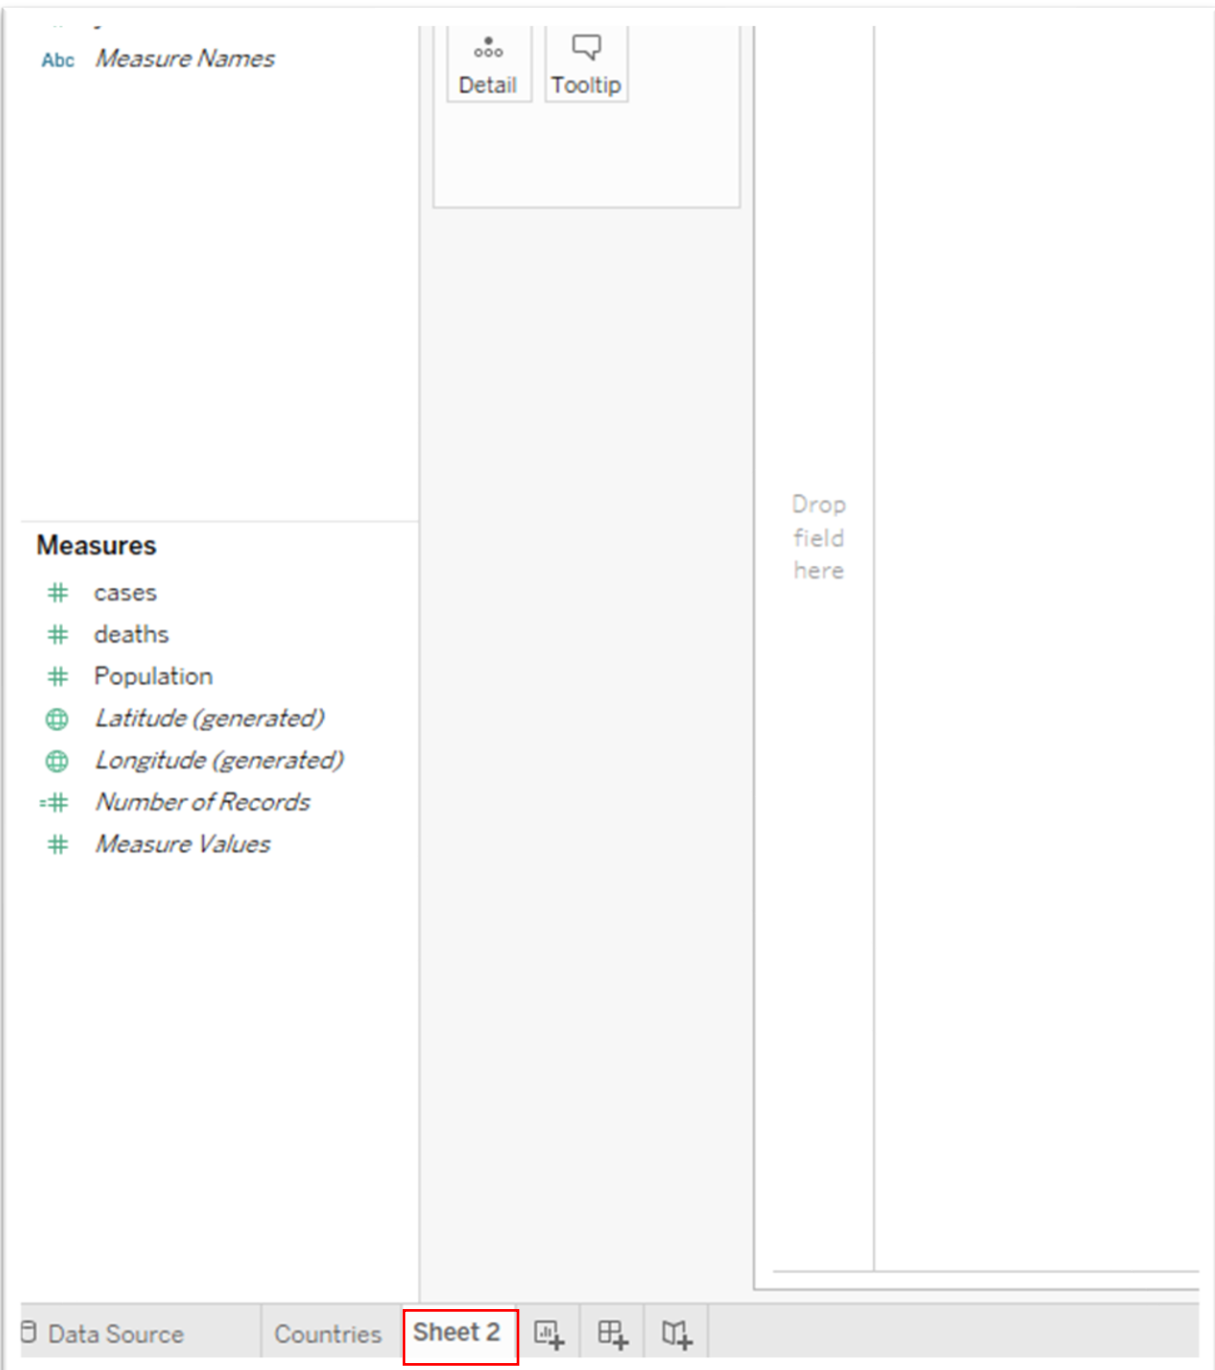 Abc Measure Names
Detail
Tooltip
Drop
field
here
Measures
cases
deaths
Population
Latitude (generated)
Longitude (generated)
=# Number of Records
Measure Values
Data Source
Countries
Sheet 2